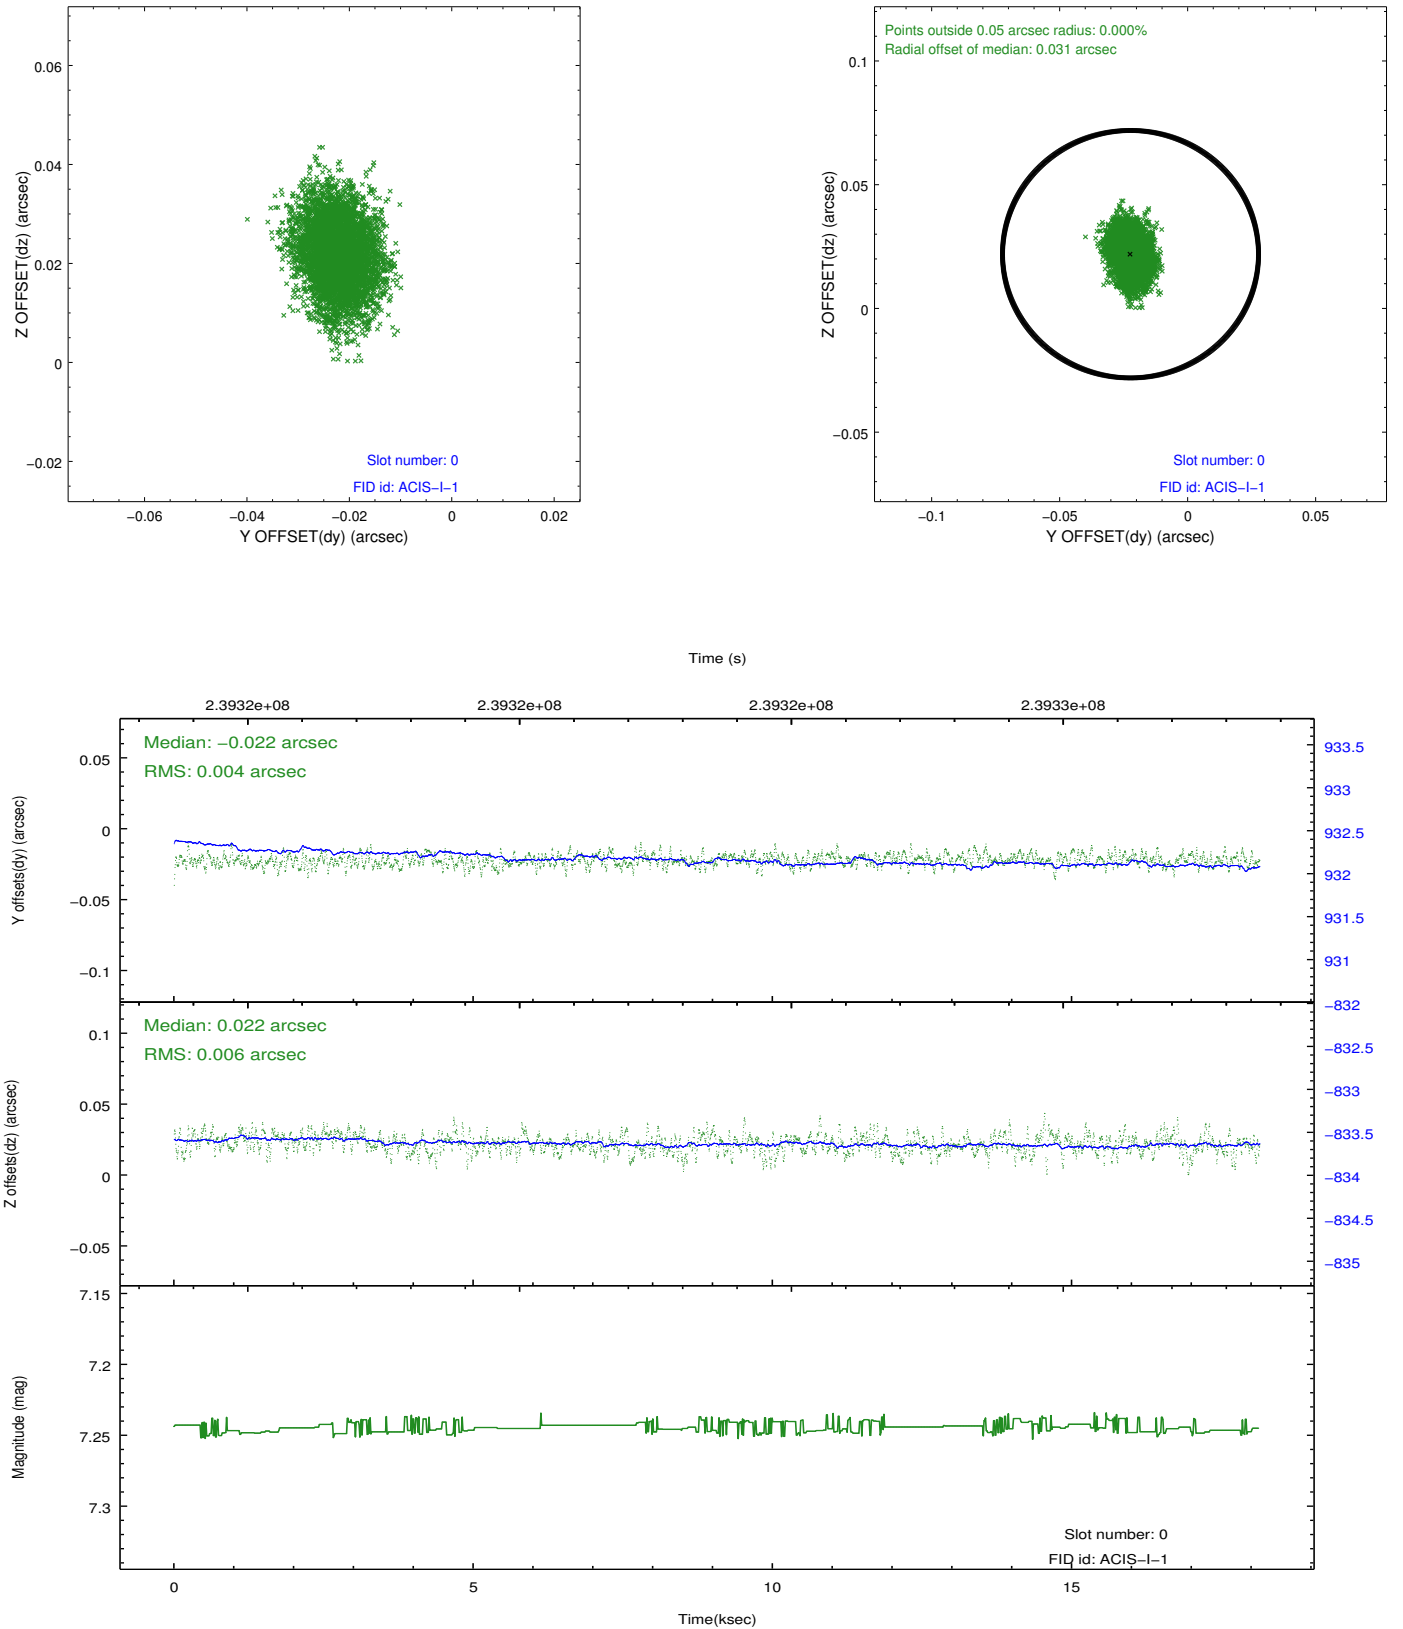 0.06
0.04
0.02
0
−0.02
Z OFFSET(dz) (arcsec)
Slot number: 0
FID id: ACIS−I−1
−0.06
−0.04
−0.02
0
0.02
Y OFFSET(dy) (arcsec)
Points outside 0.05 arcsec radius: 0.000%
Radial offset of median: 0.031 arcsec
0.1
0.05
0
−0.05
Z OFFSET(dz) (arcsec)
Slot number: 0
FID id: ACIS−I−1
−0.1
−0.05
0
0.05
Y OFFSET(dy) (arcsec)
Time (s)
2.3932e+08
2.3932e+08
2.3932e+08
2.3933e+08
Median: −0.022 arcsec
RMS: 0.004 arcsec
0.05
0
−0.05
−0.1
Y offsets(dy) (arcsec)
933.5
933
932.5
932
931.5
931
Median: 0.022 arcsec
RMS: 0.006 arcsec
0.1
0.05
0
−0.05
Z offsets(dz) (arcsec)
−832
−832.5
−833
−833.5
−834
−834.5
−835
7.15
7.2
7.25
7.3
Magnitude (mag)
Slot number: 0
FID id: ACIS−I−1
0
5
10
15
Time(ksec)